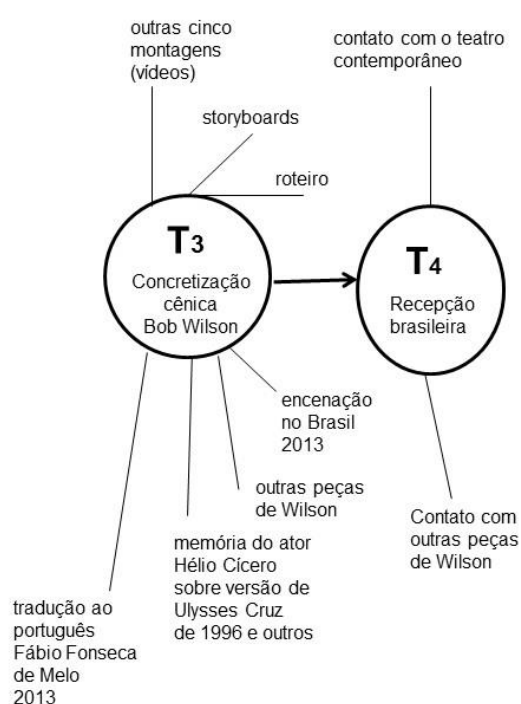 outras cinco
montagens
(vídeos)
contato com o teatro
contemporâneo
storyboards
roteiro
T3
Concretização
cênica
Bob Wilson
T4
Recepção
brasileira
encenação
no Brasil
2013
outras peças
de Wilson
Contato com
outras peças
de Wilson
memória do ator
Hélio Cícero
sobre versão de
Ulysses Cruz
de 1996 e outros
tradução ao
português
Fábio Fonseca
de Melo
2013